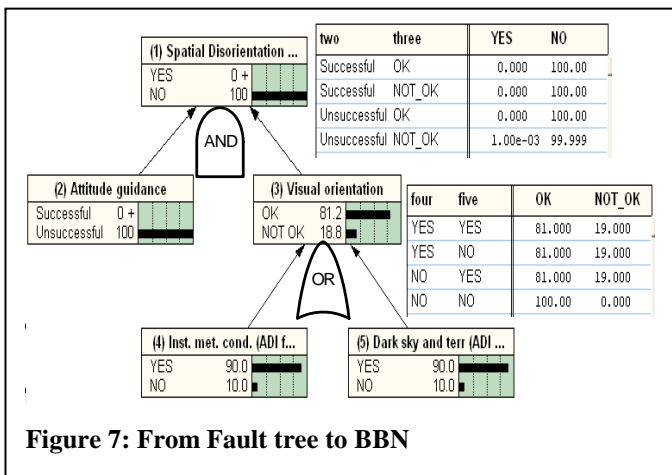 (1) Spatial Disorientation ...
YES 0 +
NO 100
two three YES NO
Successful OK 0.000 100.00
Successful NOT_OK 0.000 100.00
Unsuccessful OK 0.000 100.00
Unsuccessful NOT_OK 1.00e-03 99.999
AND
(2) Attitude guidance
Successful 0 +
Unsuccessful 100
(3) Visual orientation
OK 81.2
NOT OK 18.8
four five OK NOT_OK
YES YES 81.000 19.000
YES NO 81.000 19.000
NO YES 81.000 19.000
NO NO 100.00 0.000
OR
(4) Inst. met. cond. (ADI f...
YES 90.0
NO 10.0
(5) Dark sky and terr (ADI ...
YES 90.0
NO 10.0
Figure 7: From Fault tree to BBN